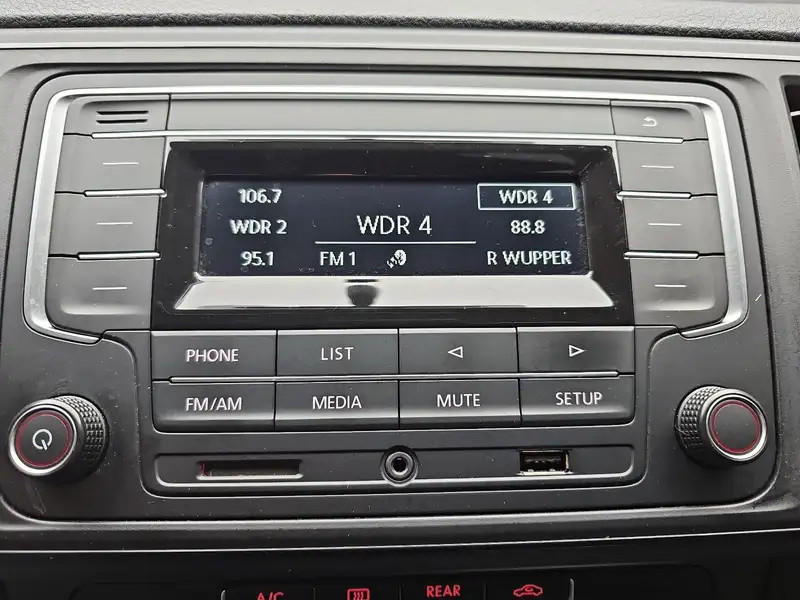 106.7
WDR 2
95.1
WDR 4
FM 1
WDR 4
88.8
R WUPPER
PHONE
LIST
FM/AM
MEDIA
MUTE
SETUP
A/C
REAR